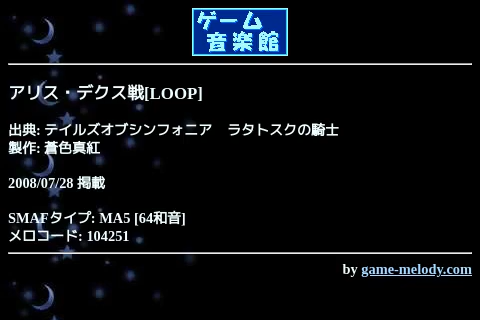 ゲーム
音楽館
アリス・デクス戦[LOOP]
出典: テイルズオブシンフォニア　ラタトスクの騎士
製作: 蒼色真紅
2008/07/28 掲載
SMAFタイプ: MA5 [64和音]
メロコード: 104251
by game-melody.com